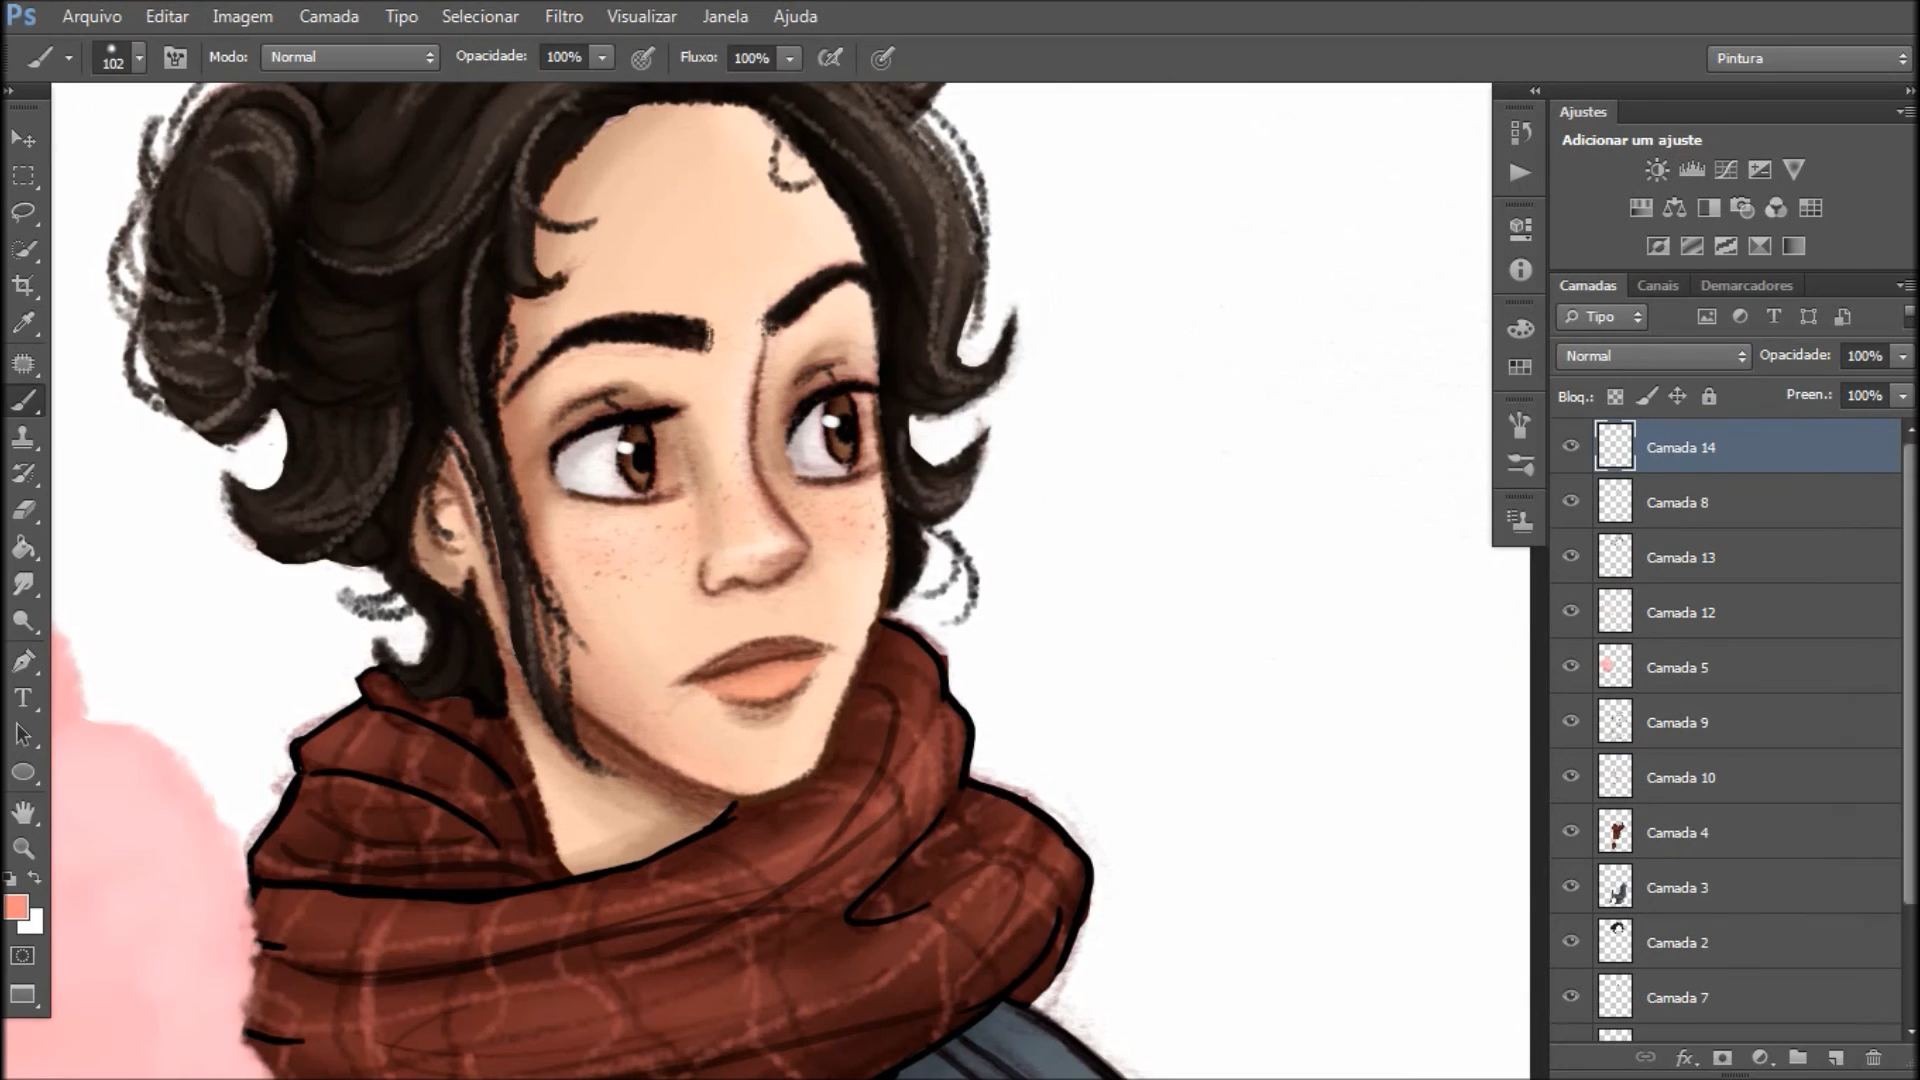 Ps Arquivo Editar Imagem Camada Tipo Selecionar Filtro Visualizar Janela Ajuda
102 Modo: Normal Opacidade: 100% Fluxo: 100% Pintura
Ajustes
Adicionar um ajuste
Camadas Canais Demarcadores
Tipo
Normal Opacidade: 100%
Bloq.: Preen.: 100%
Camada 14
Camada 8
Camada 13
Camada 12
Camada 5
Camada 9
Camada 10
Camada 4
Camada 3
Camada 2
Camada 7
fx